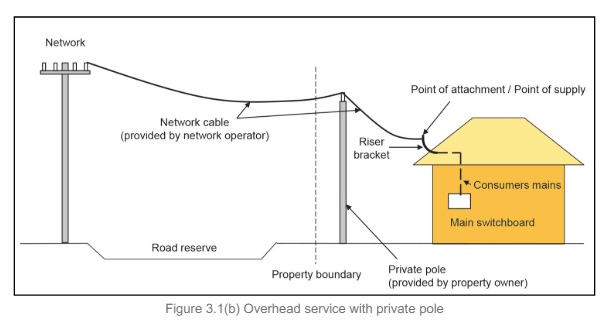 Network
Point of attachment / Point of supply
Network cable
(provided by network operator)
Riser
bracket
Consumers mains
Main switchboard
Road reserve
Property boundary
Private pole
(provided by property owner)
Figure 3.1(b) Overhead service with private pole